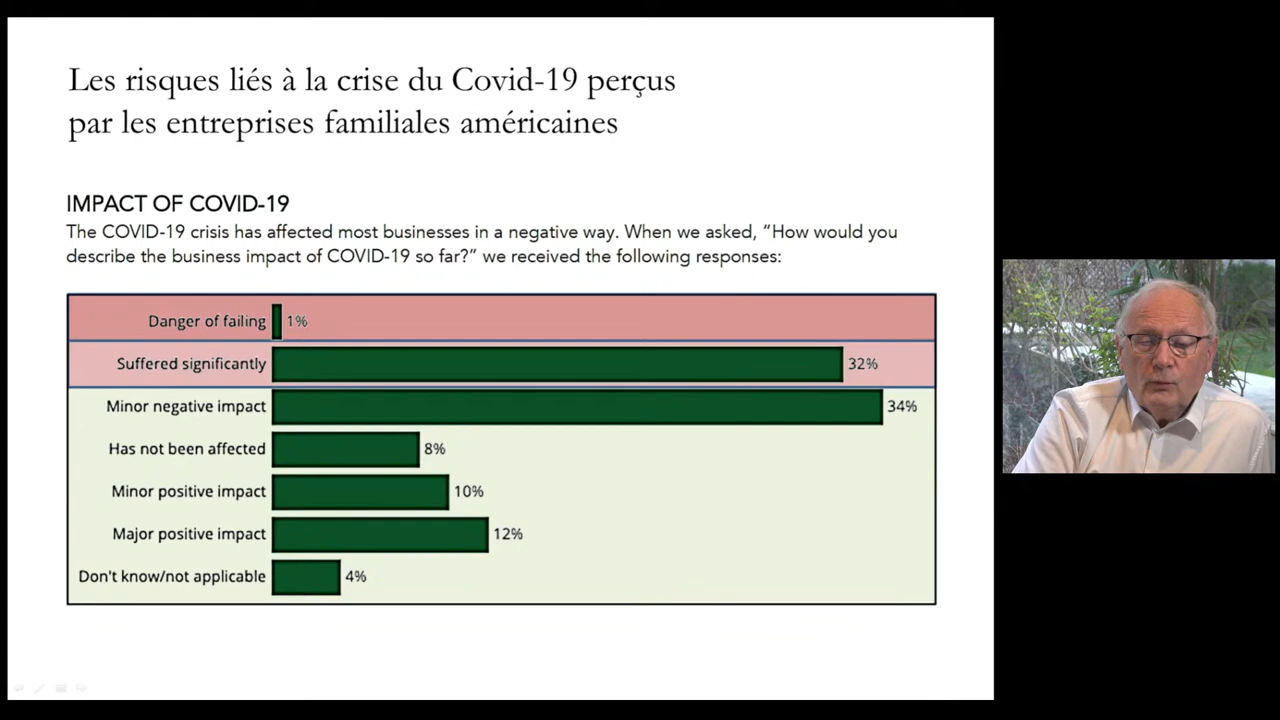 Les risques liés à la crise du Covid-19 perçus
par les entreprises familiales américaines
IMPACT OF COVID-19
The COVID-19 crisis has affected most businesses in a negative way. When we asked, “How would you
describe the business impact of COVID-19 so far?” we received the following responses:
Danger of failing 1%
Suffered significantly 32%
Minor negative impact 34%
Has not been affected 8%
Minor positive impact 10%
Major positive impact 12%
Don't know/not applicable 4%